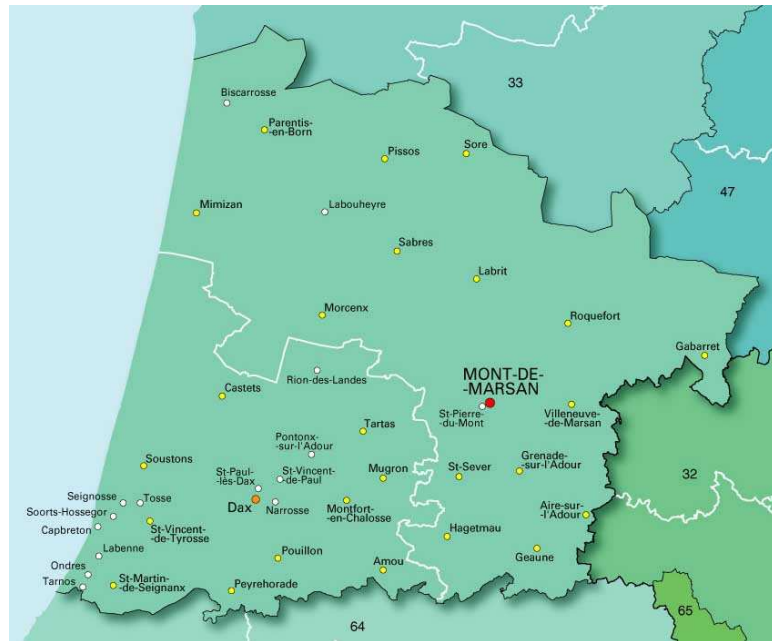 33
Biscarrosse
Parentis-
-en-Born
Pissos
Sore
47
Mimizan
Labouheyre
Sabres
Labrit
Morcenx
Roquefort
Gabarret
Rion-des-Landes
MONT-DE-
-MARSAN
Castets
St-Pierre-
-du-Mont
Villeneuve-
-de-Marsan
Tartas
Pontonx-
-sur-l'Adour
Soustons
St-Paul-
-lès-Dax
St-Vincent-
-de-Paul
Mugron
St-Sever
Grenade-
-sur-l'Adour
32
Seignosse
Tosse
Dax
Narrosse
Montfort-
-en-Chalosse
Soorts-Hossegor
Capbreton
St-Vincent-
-de-Tyrosse
Aire-sur-
-l'Adour
Hagetmau
Labenne
Pouillon
Geaune
Ondres
Amou
Tarnos
St-Martin-
-de-Seignanx
Peyrehorade
65
64